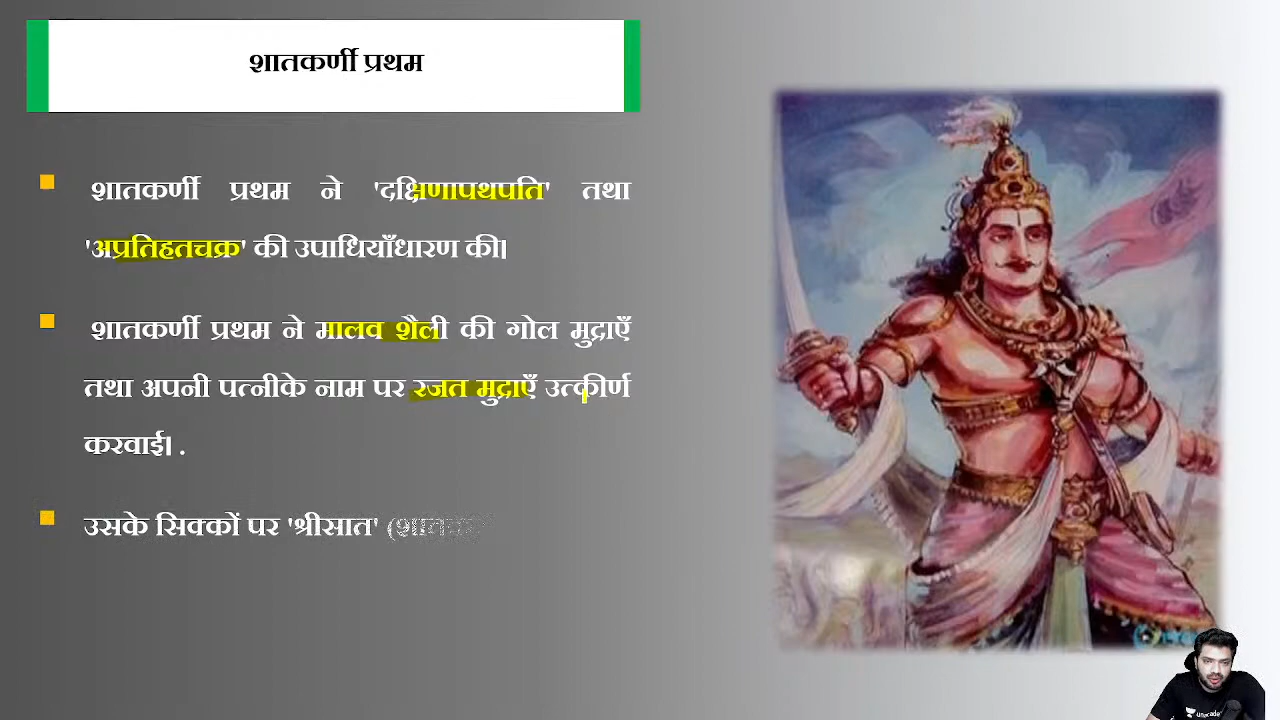 शातकर्णी प्रथम
शातकर्णी प्रथम ने 'दक्षिणापथपति' तथा
'अप्रतिहतचक्र' की उपाधियाँधारण की।
शातकर्णी प्रथम ने मालव शैली की गोल मुद्राएँ
तथा अपनी पत्नीके नाम पर रजत मुद्राएँ उत्कीर्ण
करवाई। .
उसके सिक्कों पर 'श्रीसात'